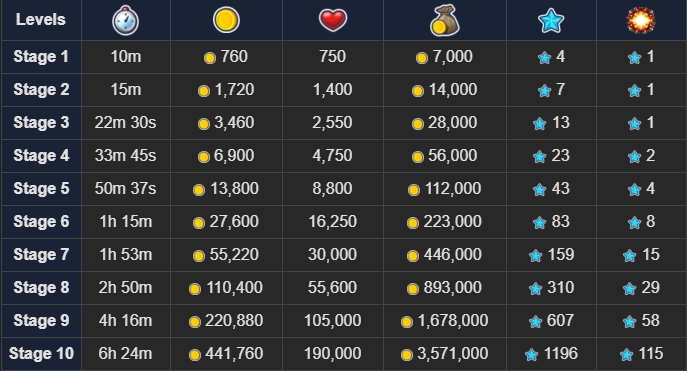 Levels
Stage 1 10m 760 750 7,000 4 1
Stage 2 15m 1,720 1,400 14,000 7 1
Stage 3 22m 30s 3,460 2,550 28,000 13 1
Stage 4 33m 45s 6,900 4,750 56,000 23 2
Stage 5 50m 37s 13,800 8,800 112,000 43 4
Stage 6 1h 15m 27,600 16,250 223,000 83 8
Stage 7 1h 53m 55,220 30,000 446,000 159 15
Stage 8 2h 50m 110,400 55,600 893,000 310 29
Stage 9 4h 16m 220,880 105,000 1,678,000 607 58
Stage 10 6h 24m 441,760 190,000 3,571,000 1196 115